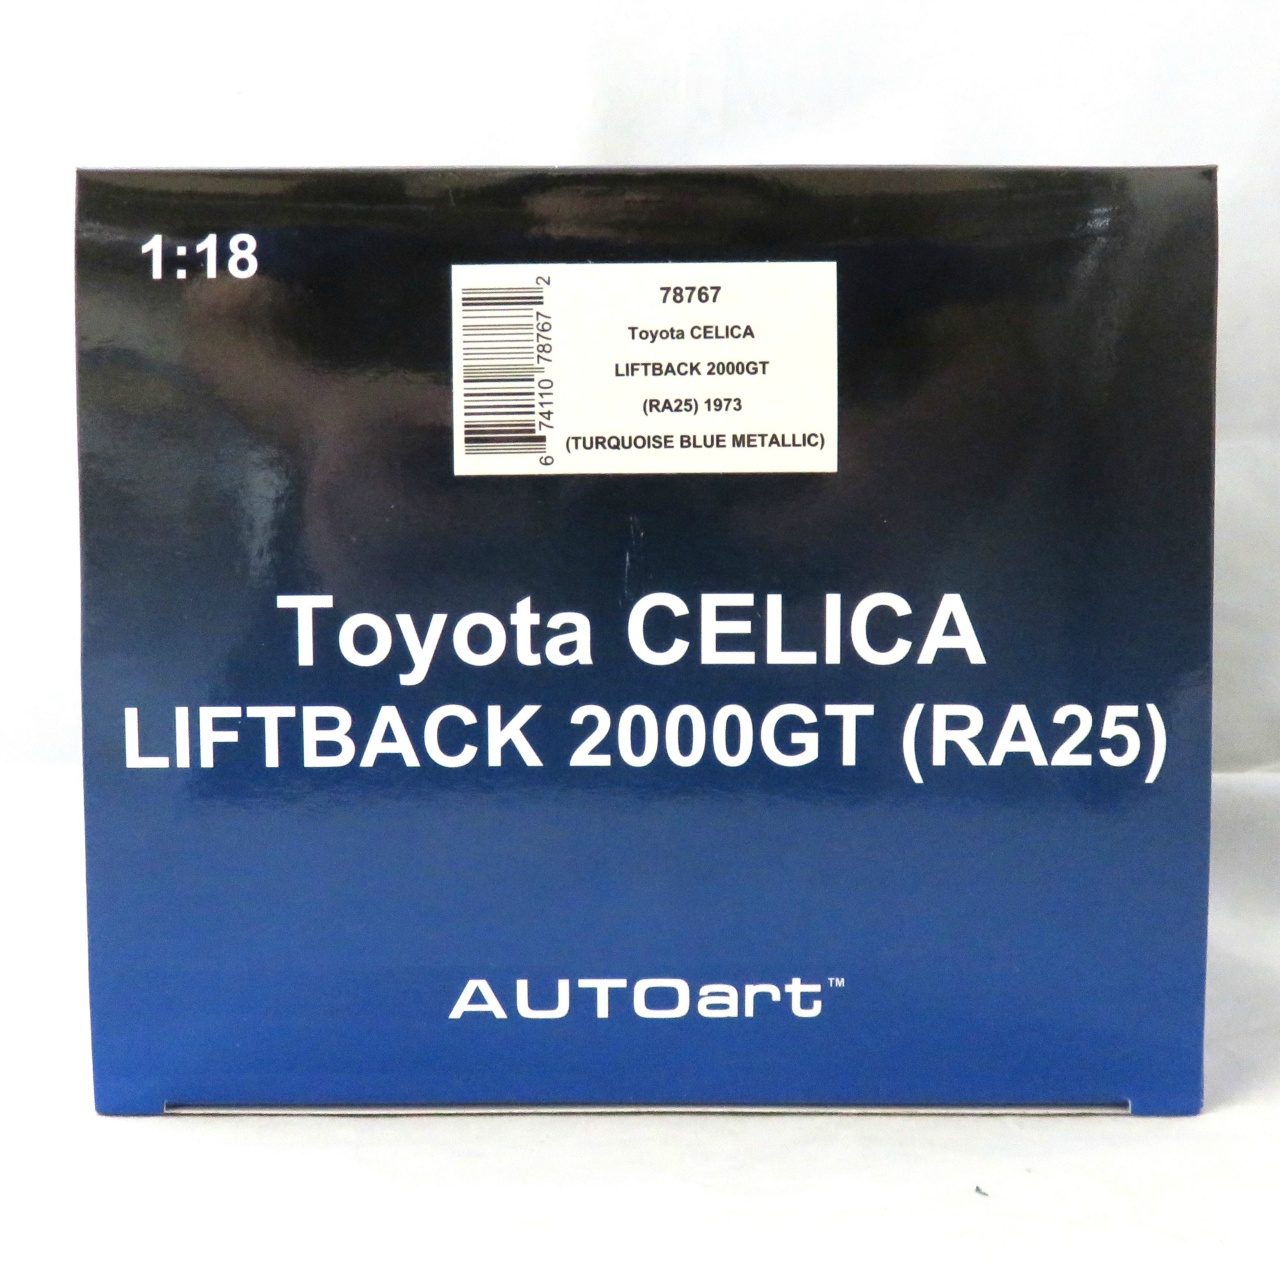 1:18
78767
Toyota CELICA
LIFTBACK 2000GT
(RA25) 1973
(TURQUOISE BLUE METALLIC)
6 74110 78767 2
Toyota CELICA
LIFTBACK 2000GT (RA25)
AUTOart™